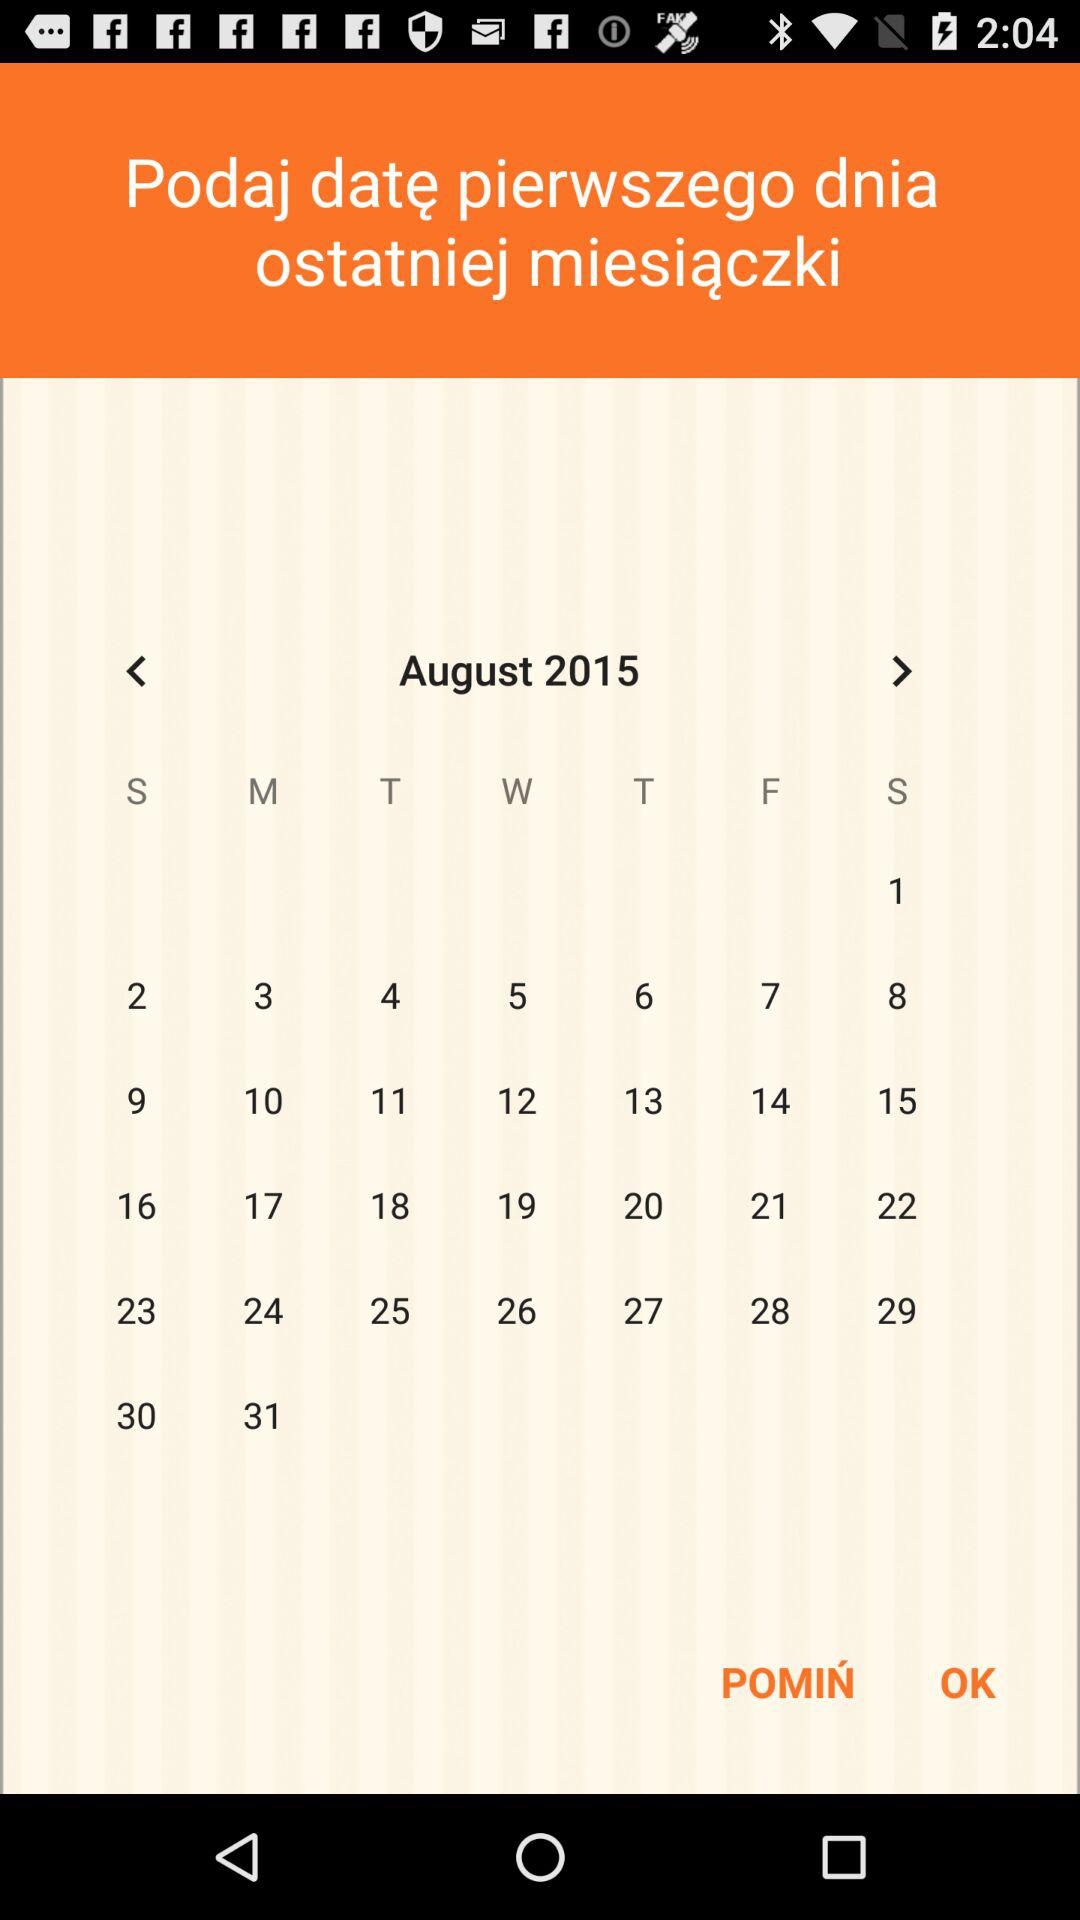 FAKE
2:04
Podaj datę pierwszego dnia
ostatniej miesiączki
August 2015
S M T W T F S
1
2 3 4 5 6 7 8
9 10 11 12 13 14 15
16 17 18 19 20 21 22
23 24 25 26 27 28 29
30 31
POMIŃ OK